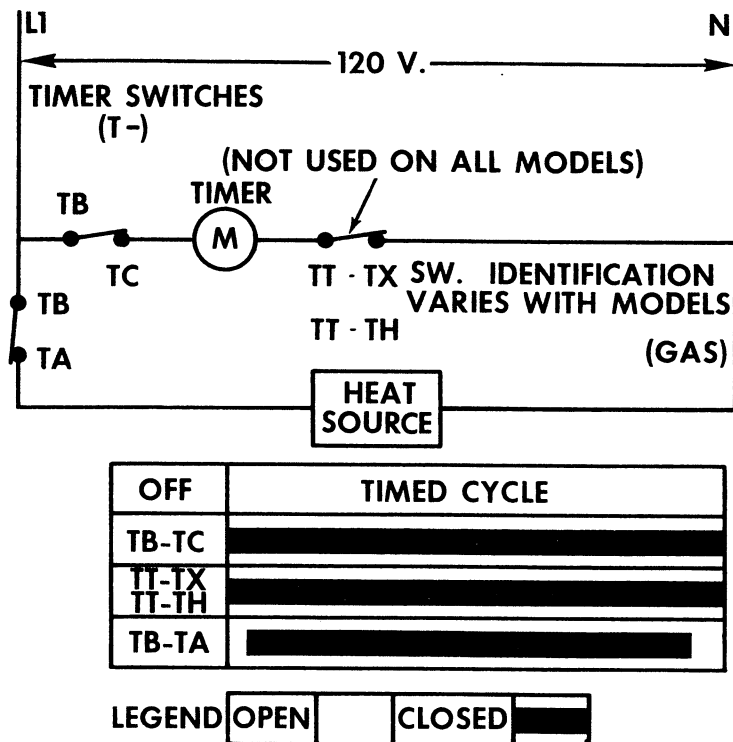 L1 N
120 V.
TIMER SWITCHES
(T-)
(NOT USED ON ALL MODELS)
TIMER
TB
M
TC
TT - TX SW. IDENTIFICATION
VARIES WITH MODELS
TB
TT - TH
TA
(GAS)
HEAT
SOURCE
OFF TIMED CYCLE
TB-TC
TT-TX
TT-TH
TB-TA
LEGEND OPEN CLOSED